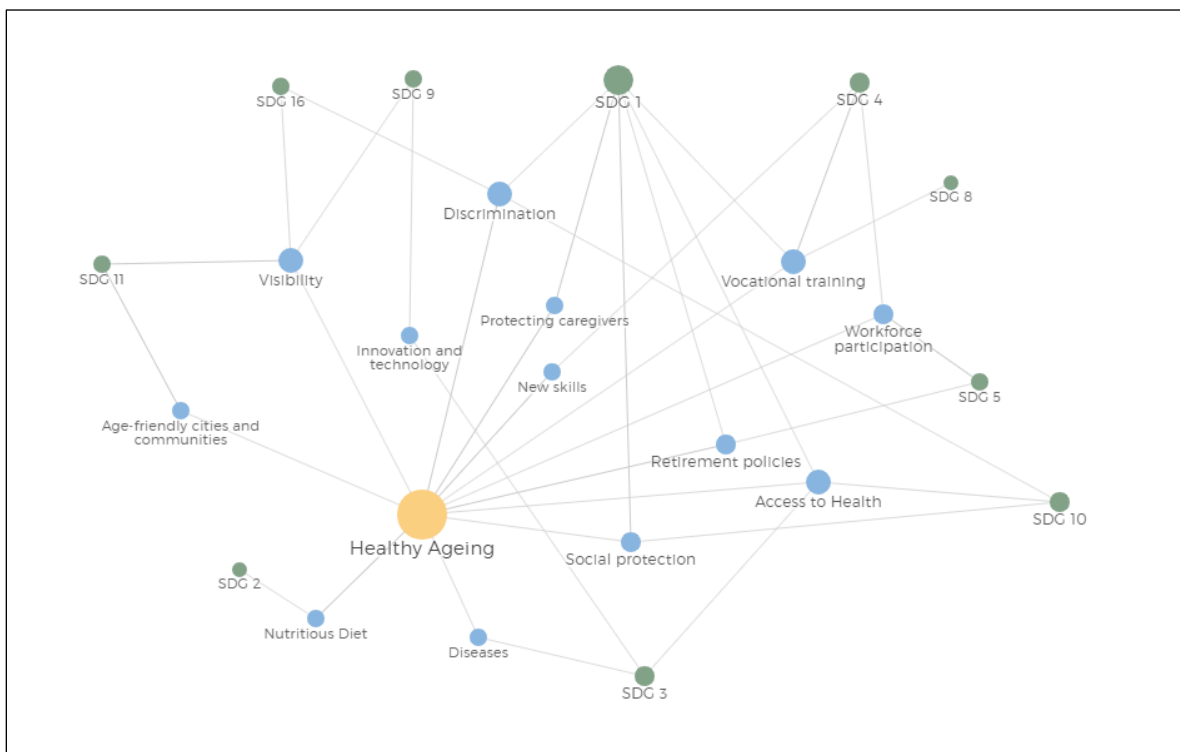 SDG 16
SDG 9
SDG 1
SDG 4
SDG 8
Discrimination
SDG 11
Visibility
Vocational training
Protecting caregivers
Workforce
participation
Innovation and
technology
New skills
SDG 5
Age-friendly cities and
communities
Retirement policies
Access to Health
SDG 10
Healthy Ageing
Social protection
SDG 2
Nutritious Diet
Diseases
SDG 3